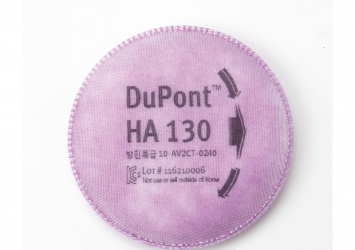 DuPont™
HA 130
방진특급 10-AV2CT-0240
LOT # 116210006
Not use or sell outside of Korea